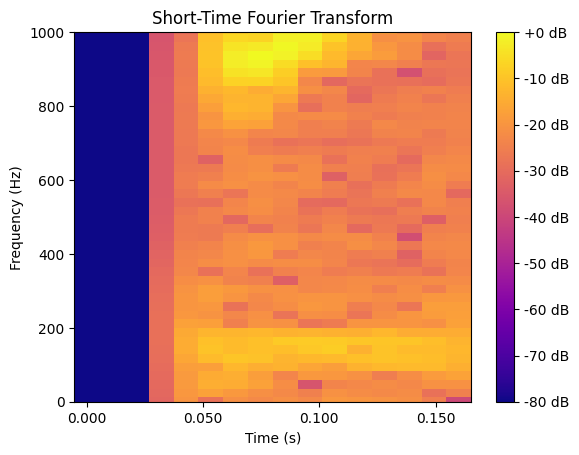 Short-Time Fourier Transform
Frequency (Hz)
1000
800
600
400
200
0
0.000
0.050
0.100
0.150
Time (s)
+0 dB
-10 dB
-20 dB
-30 dB
-40 dB
-50 dB
-60 dB
-70 dB
-80 dB